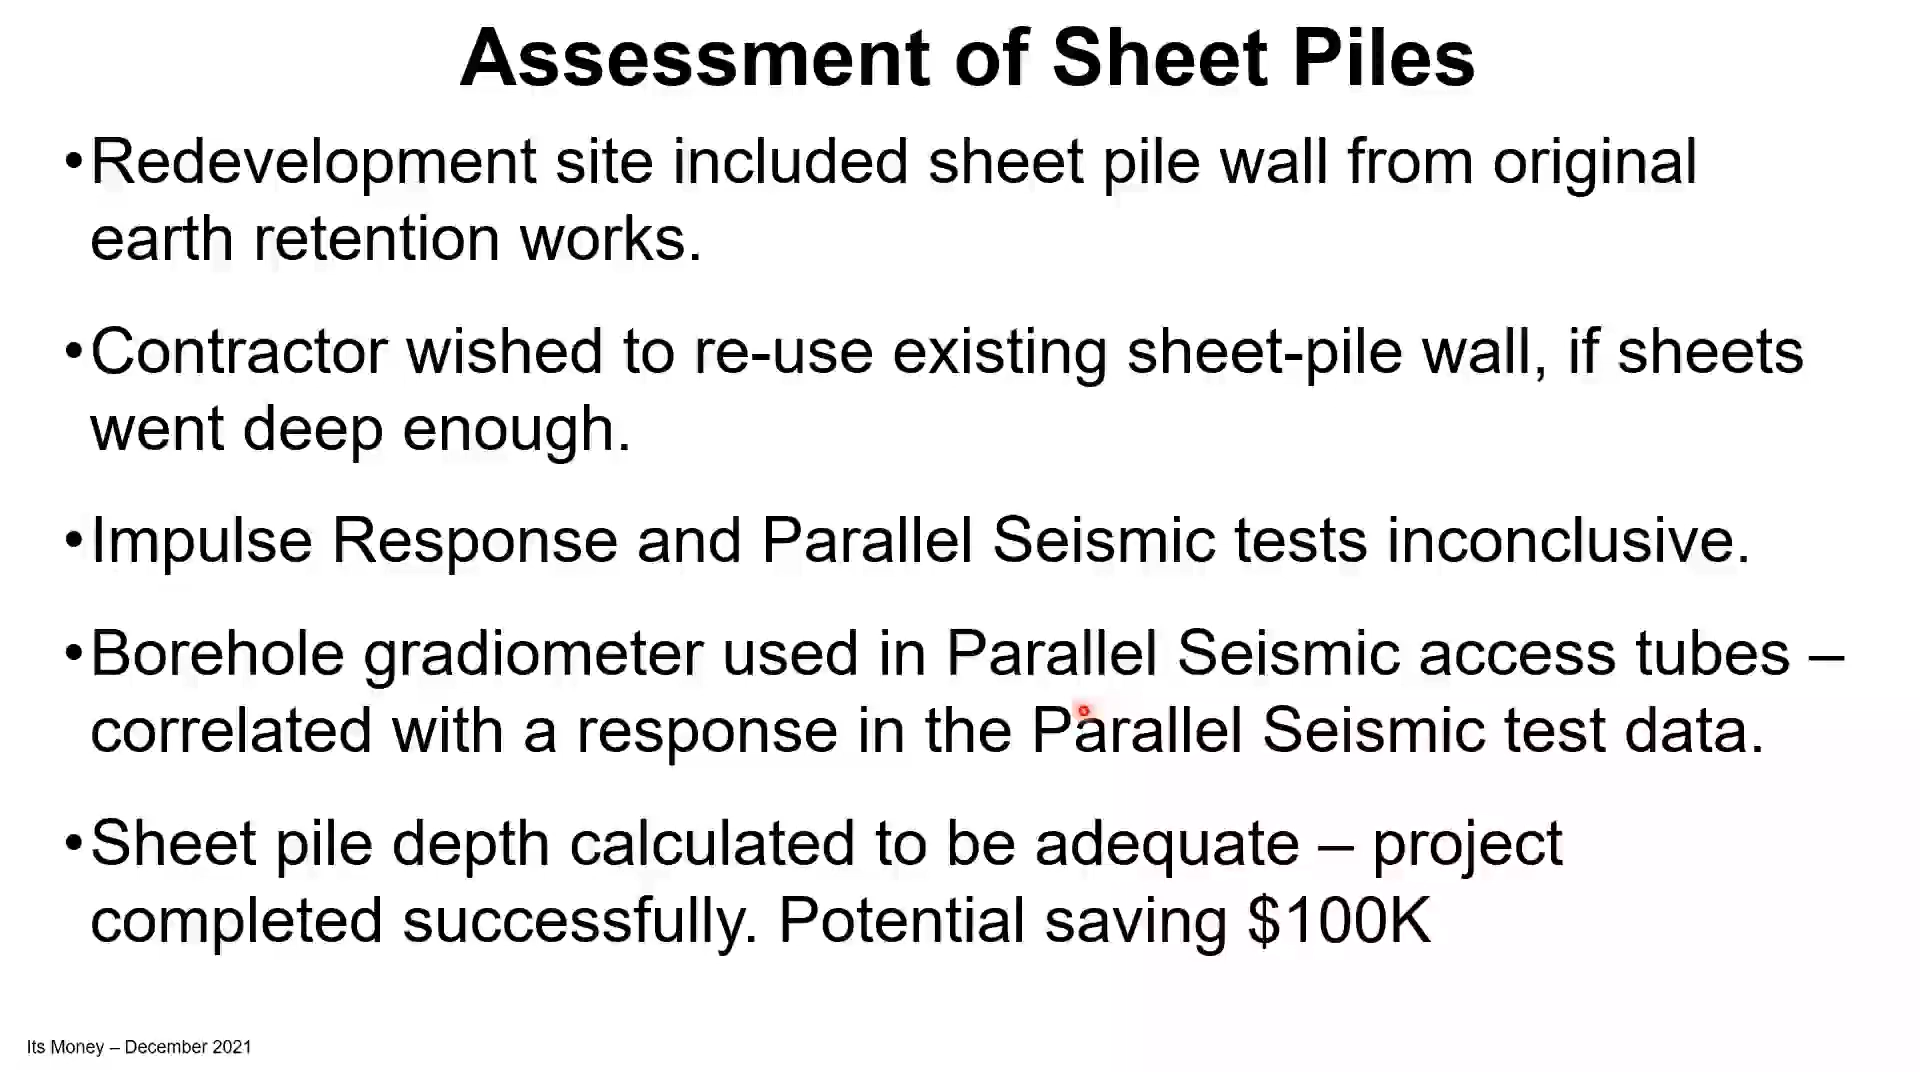 Assessment of Sheet Piles
•Redevelopment site included sheet pile wall from original
earth retention works.
•Contractor wished to re-use existing sheet-pile wall, if sheets
went deep enough.
•Impulse Response and Parallel Seismic tests inconclusive.
•Borehole gradiometer used in Parallel Seismic access tubes –
correlated with a response in the Parallel Seismic test data.
•Sheet pile depth calculated to be adequate – project
completed successfully. Potential saving $100K
Its Money – December 2021